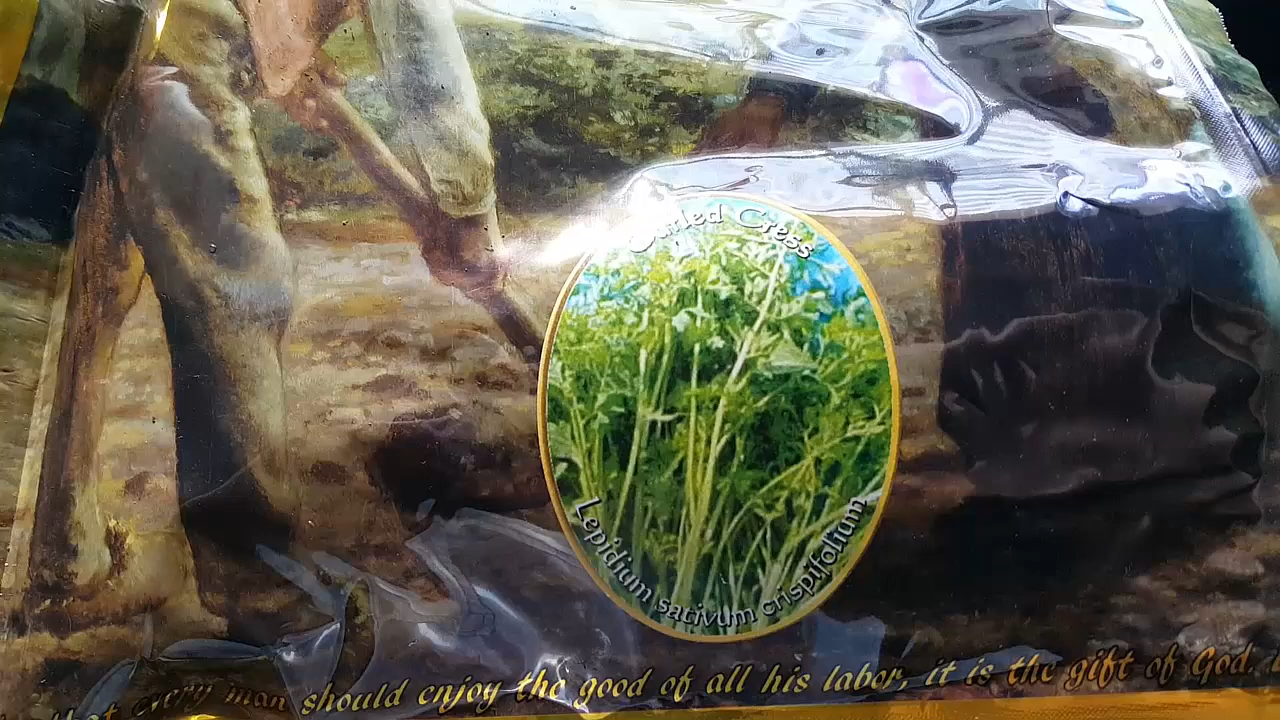 Curled Cress
Lepidium sativum crispifolium
that every man should enjoy the good of all his labor, it is the gift of God.